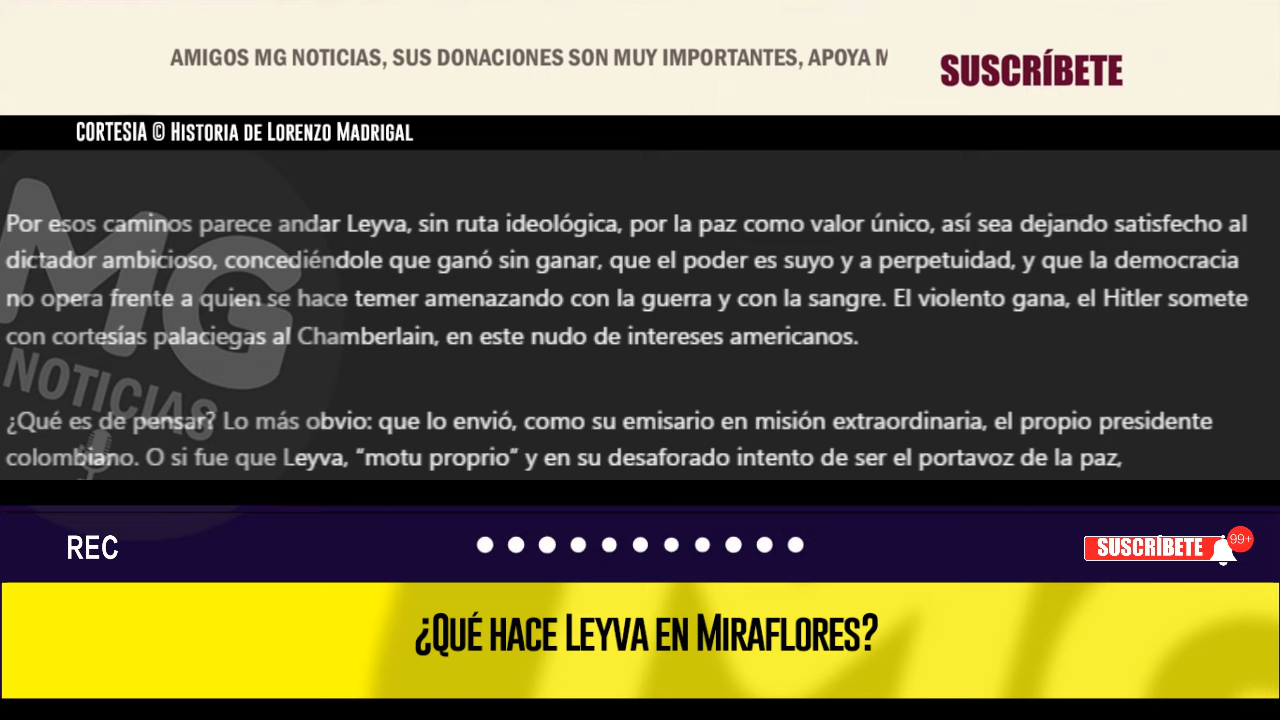 AMIGOS MG NOTICIAS, SUS DONACIONES SON MUY IMPORTANTES, APOYA M
SUSCRÍBETE
CORTESIA © HISTORIA DE LORENZO MADRIGAL
Por esos caminos parece andar Leyva, sin ruta ideológica, por la paz como valor único, así sea dejando satisfecho al
dictador ambicioso, concediéndole que ganó sin ganar, que el poder es suyo y a perpetuidad, y que la democracia
no opera frente a quien se hace temer amenazando con la guerra y con la sangre. El violento gana, el Hitler somete
con cortesías palaciegas al Chamberlain, en este nudo de intereses americanos.
¿Qué es de pensar? Lo más obvio: que lo envió, como su emisario en misión extraordinaria, el propio presidente
colombiano. O si fue que Leyva, “motu proprio” y en su desaforado intento de ser el portavoz de la paz,
MG
NOTICIAS
REC
SUSCRÍBETE
99+
¿QUÉ HACE LEYVA EN MIRAFLORES?